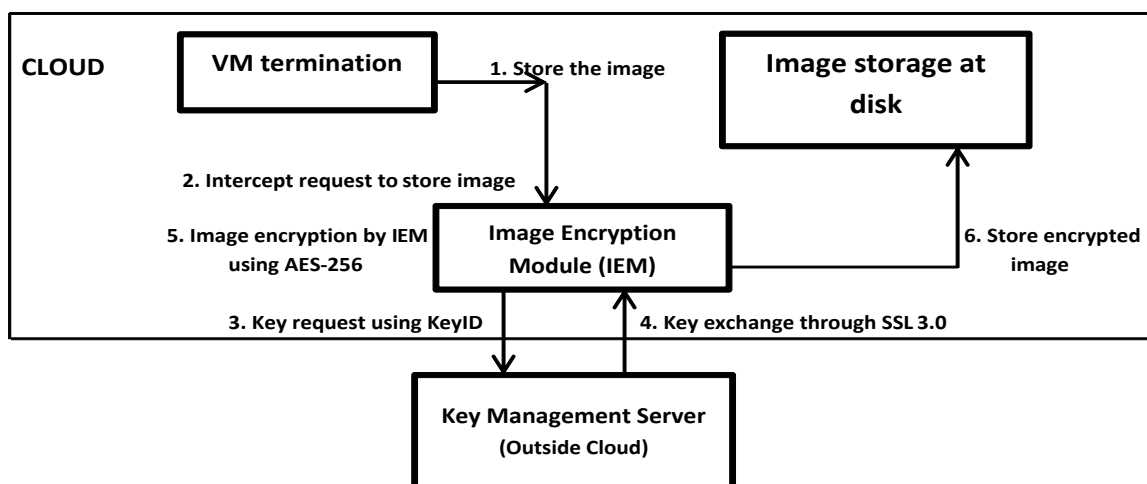 CLOUD
VM termination
1. Store the image
Image storage at
disk
2. Intercept request to store image
5. Image encryption by IEM
using AES-256
Image Encryption
Module (IEM)
6. Store encrypted
image
3. Key request using KeyID
4. Key exchange through SSL 3.0
Key Management Server
(Outside Cloud)